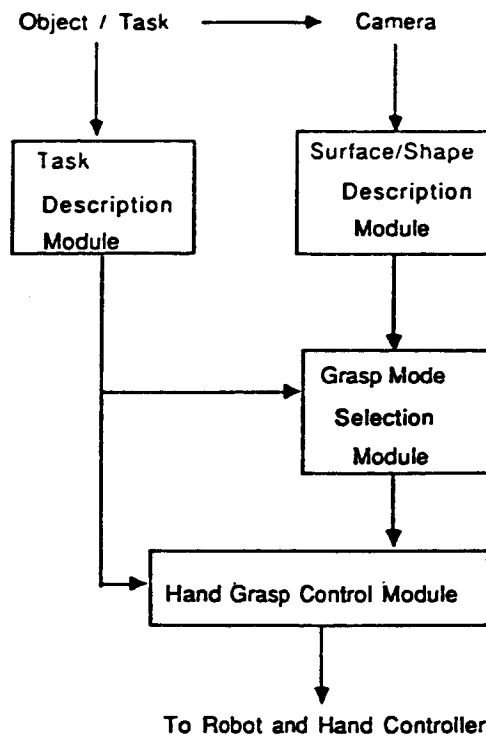 Object / Task
Camera
Task
Description
Module
Surface/Shape
Description
Module
Grasp Mode
Selection
Module
Hand Grasp Control Module
To Robot and Hand Controller